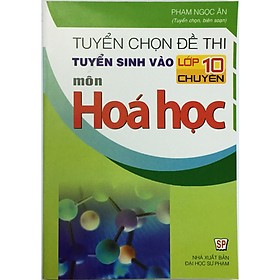 PHẠM NGỌC ÂN
(Tuyển chọn, biên soạn)
TUYỂN CHỌN ĐỀ THI
TUYỂN SINH VÀO LỚP 10 CHUYÊN
môn
Hoá học
SP
NHÀ XUẤT BẢN
ĐẠI HỌC SƯ PHẠM